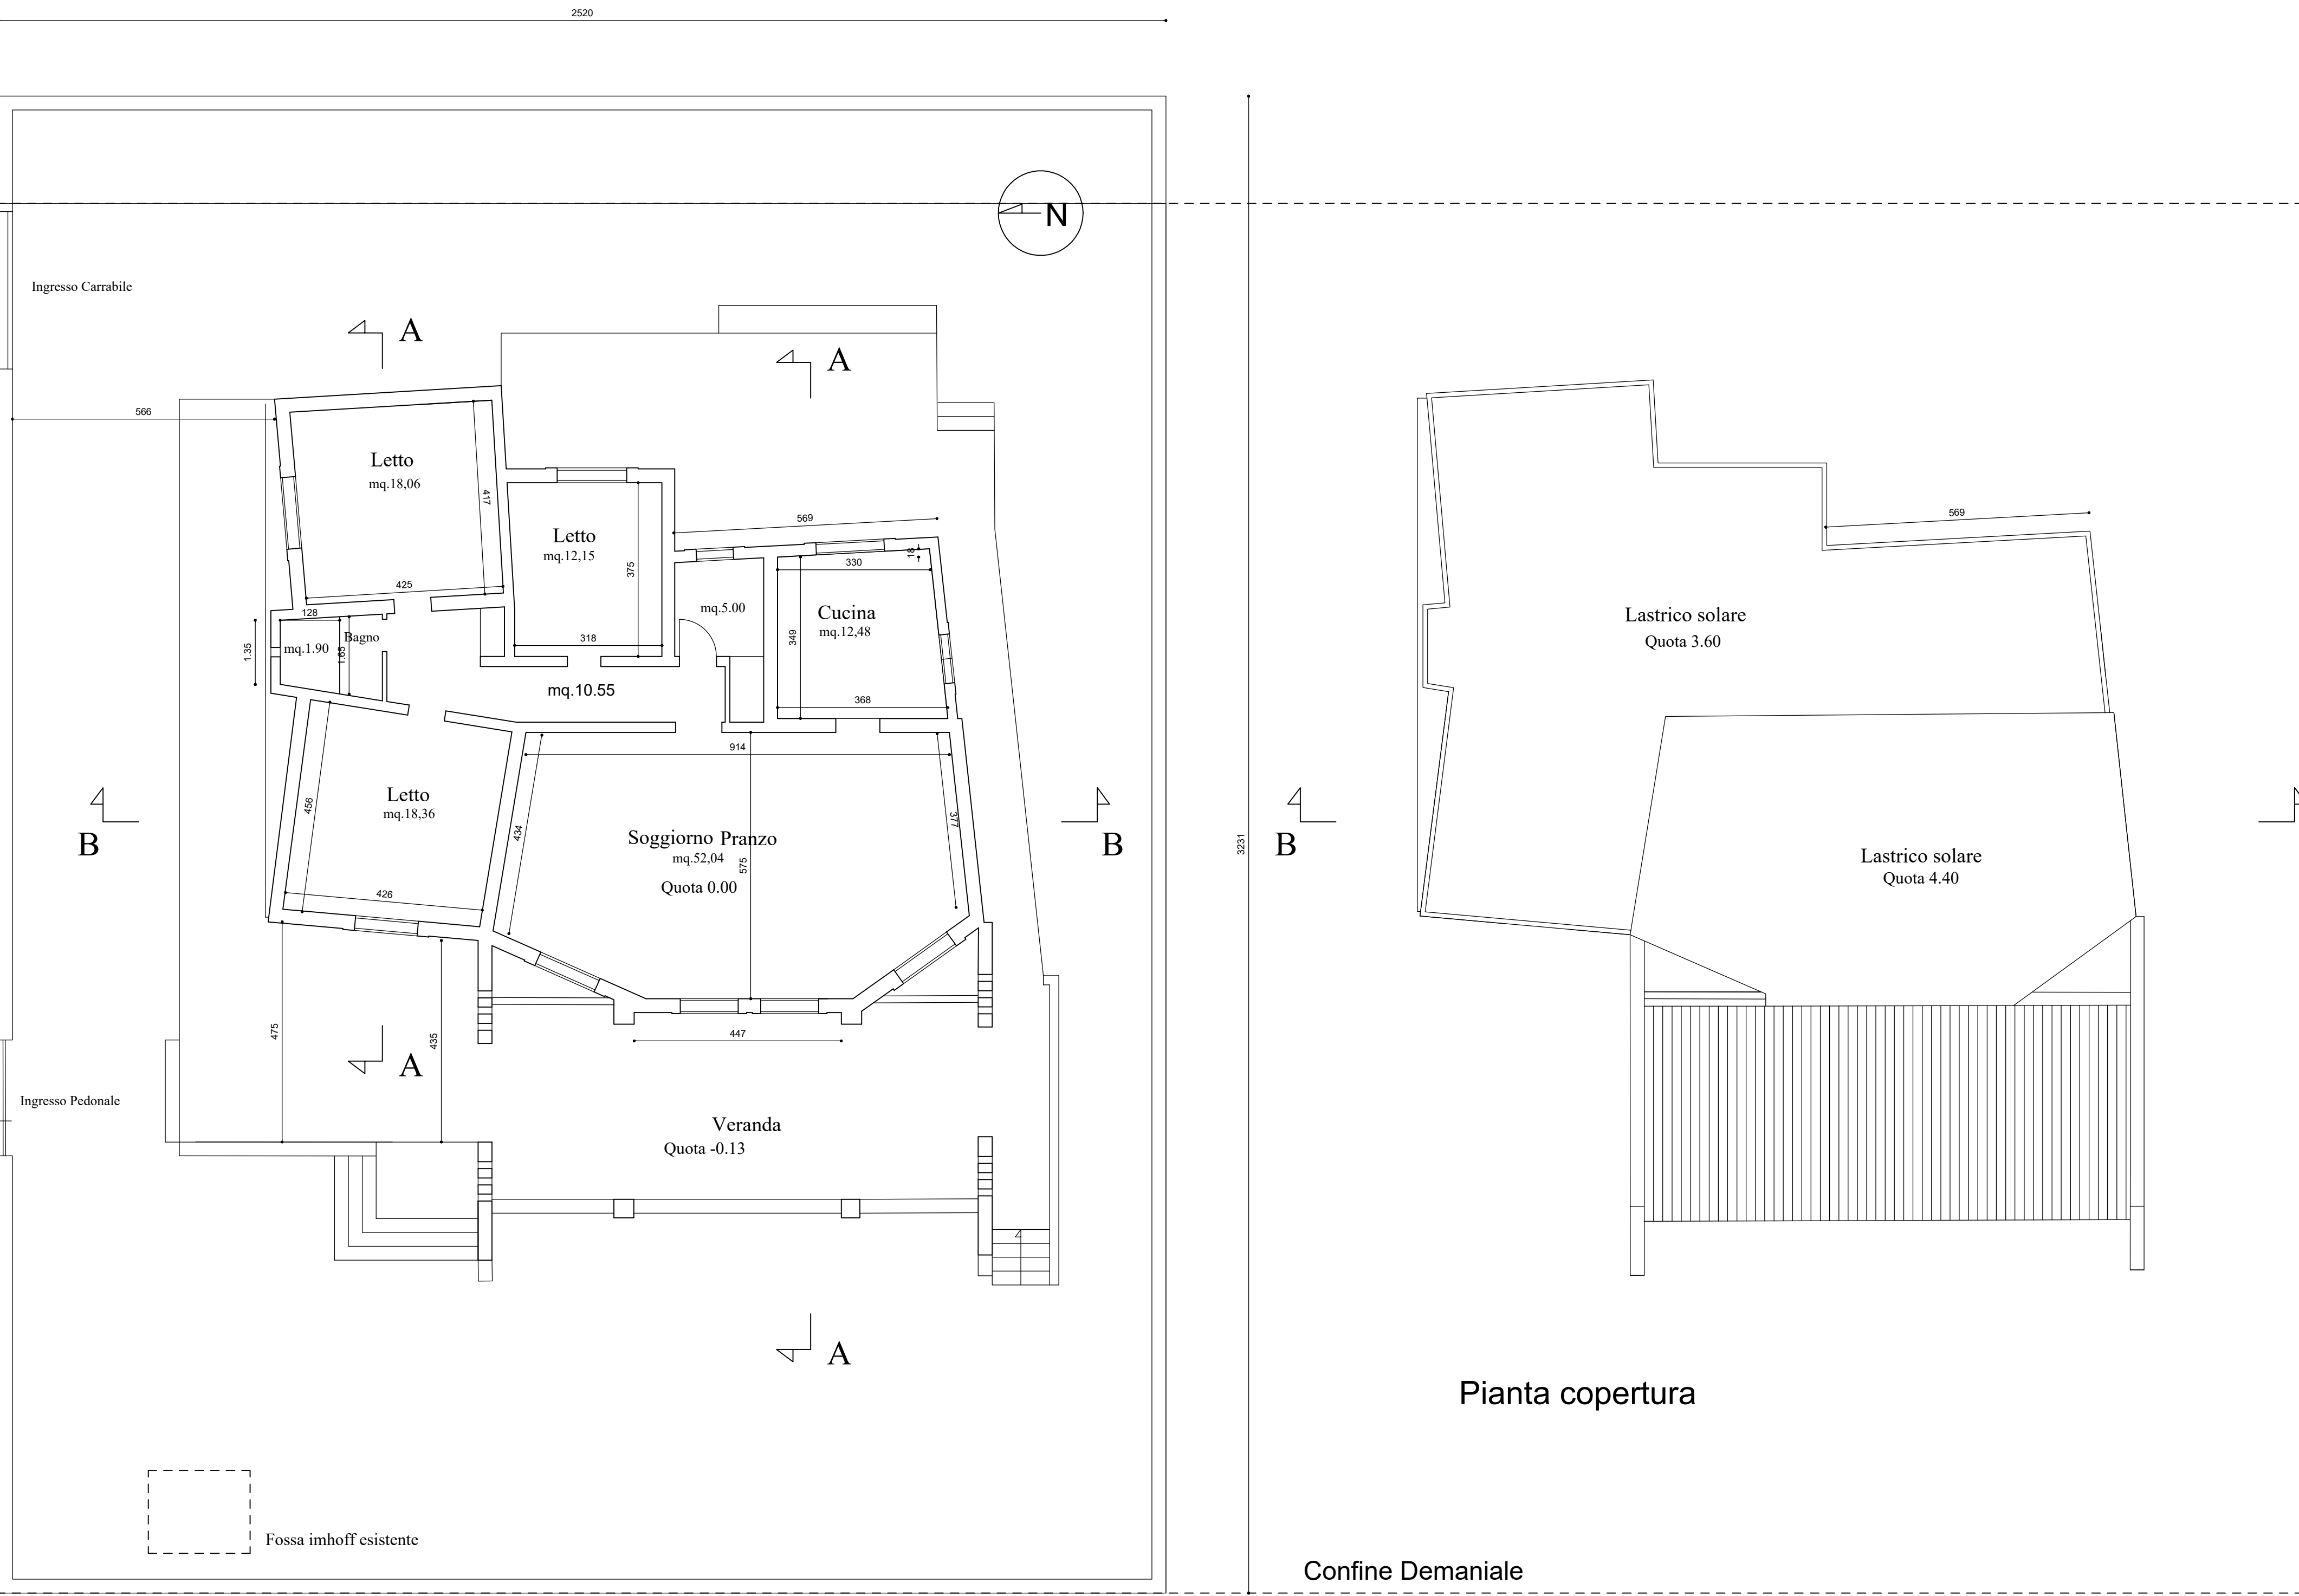 2520
N
Ingresso Carrabile
A
A
566
Letto
mq.18,06
417
425
Letto
mq.12,15
375
318
569
18
330
mq.5.00
Cucina
mq.12,48
349
368
128
Bagno
mq.1.90
1.65
1.35
mq.10.55
914
Letto
mq.18,36
456
426
434
377
Soggiorno Pranzo
mq.52,04
575
Quota 0.00
B
B
475
435
447
A
Ingresso Pedonale
Veranda
Quota -0.13
A
Fossa imhoff esistente
3231
B
569
Lastrico solare
Quota 3.60
Lastrico solare
Quota 4.40
Pianta copertura
Confine Demaniale